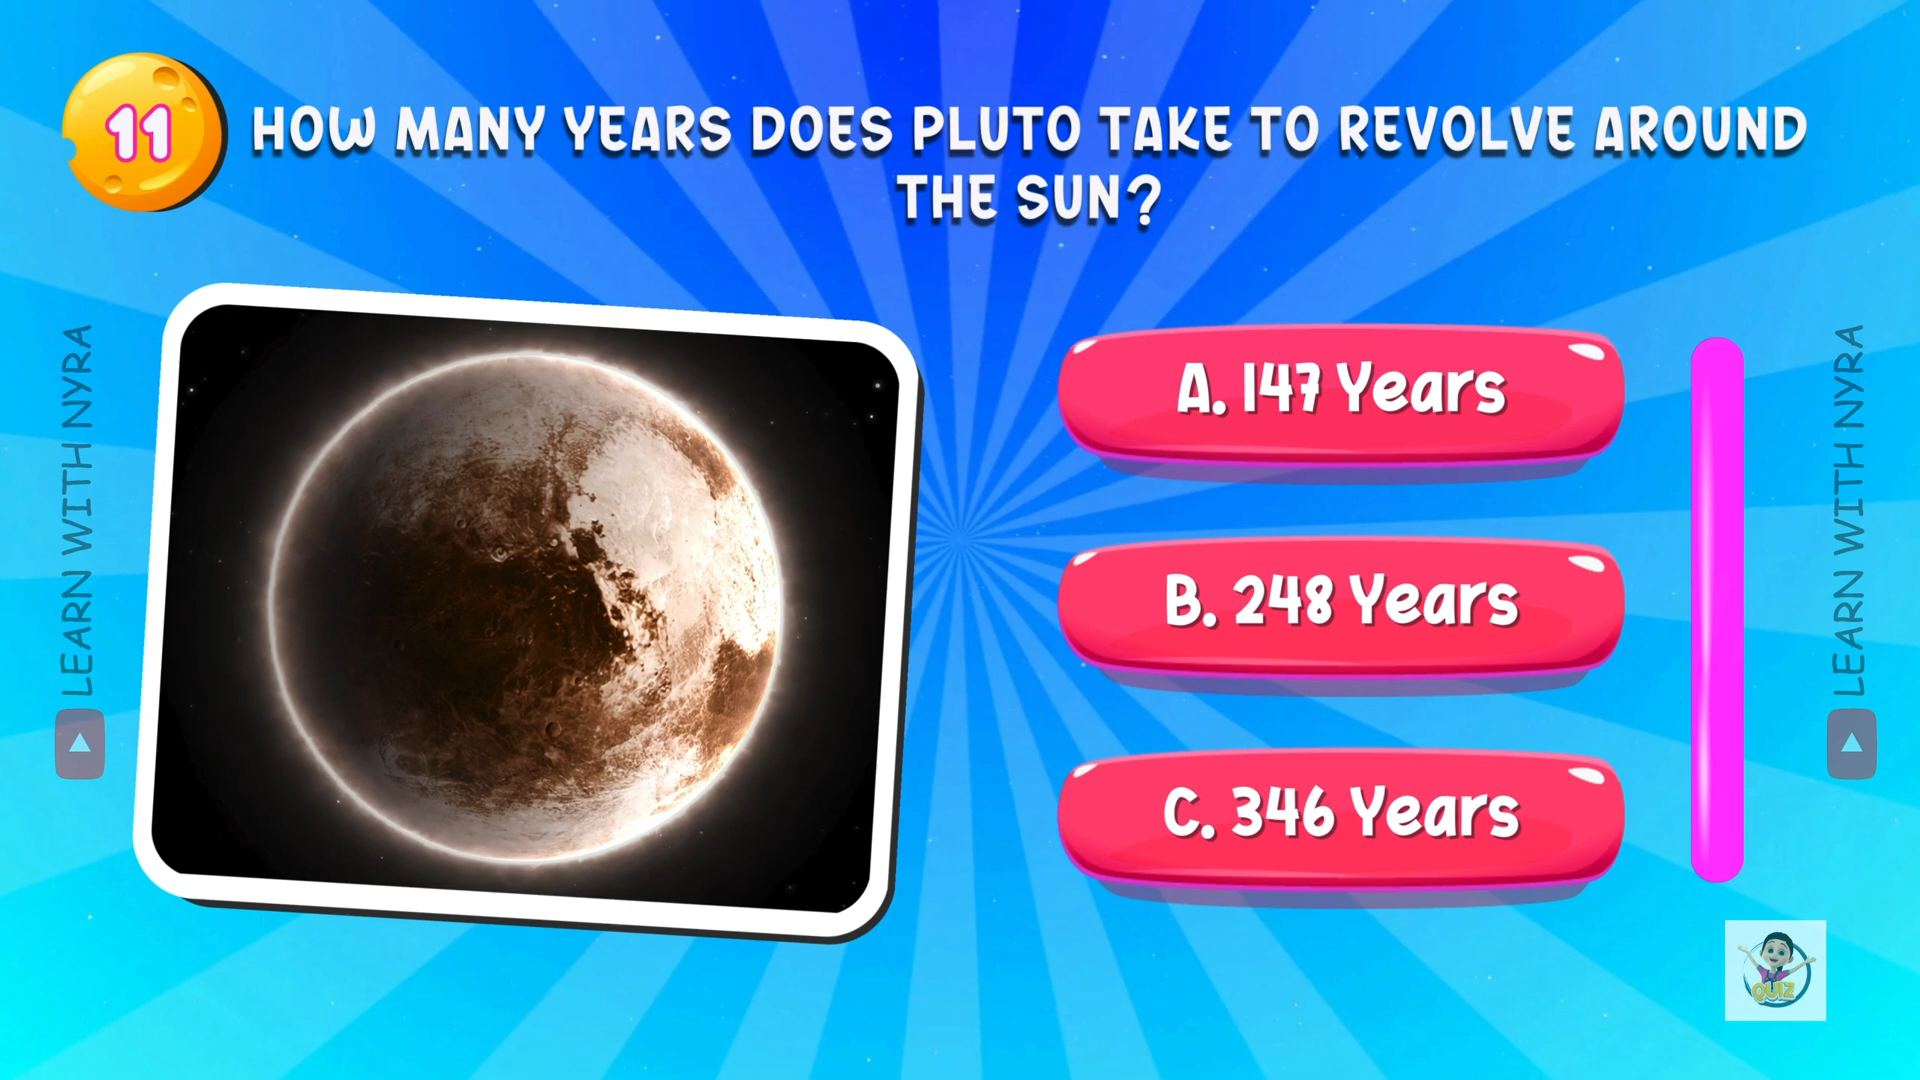 11
HOW MANY YEARS DOES PLUTO TAKE TO REVOLVE AROUND
THE SUN?
A. 147 Years
B. 248 Years
C. 346 Years
LEARN WITH NYRA
LEARN WITH NYRA
QUIZ